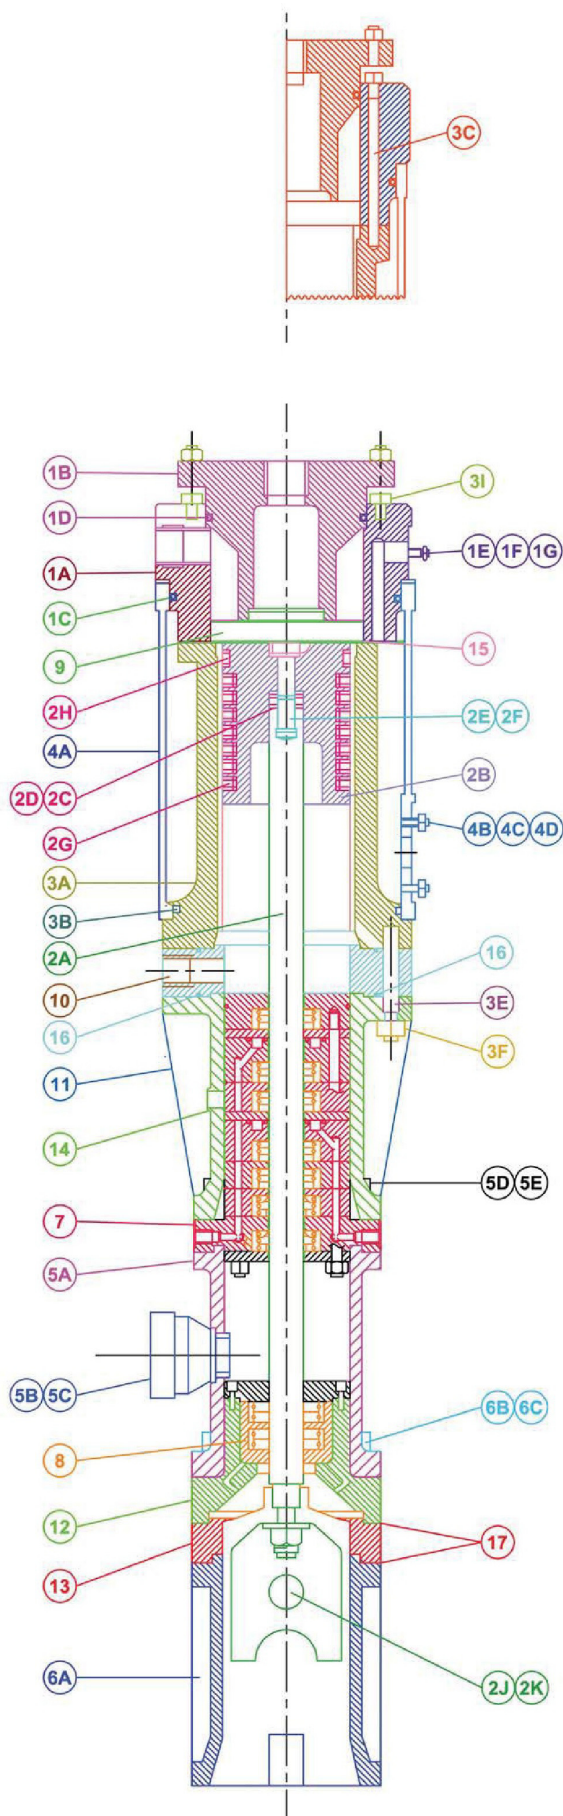 3C
1B
3I
1D
1E 1F 1G
1A
1C
9
15
2H
2E 2F
4A
2B
2D 2C
4B 4C 4D
2G
3A
3B
2A
16
10
3E
16
3F
11
14
5D 5E
7
5A
5B 5C
6B 6C
8
12
17
13
6A
2J 2K